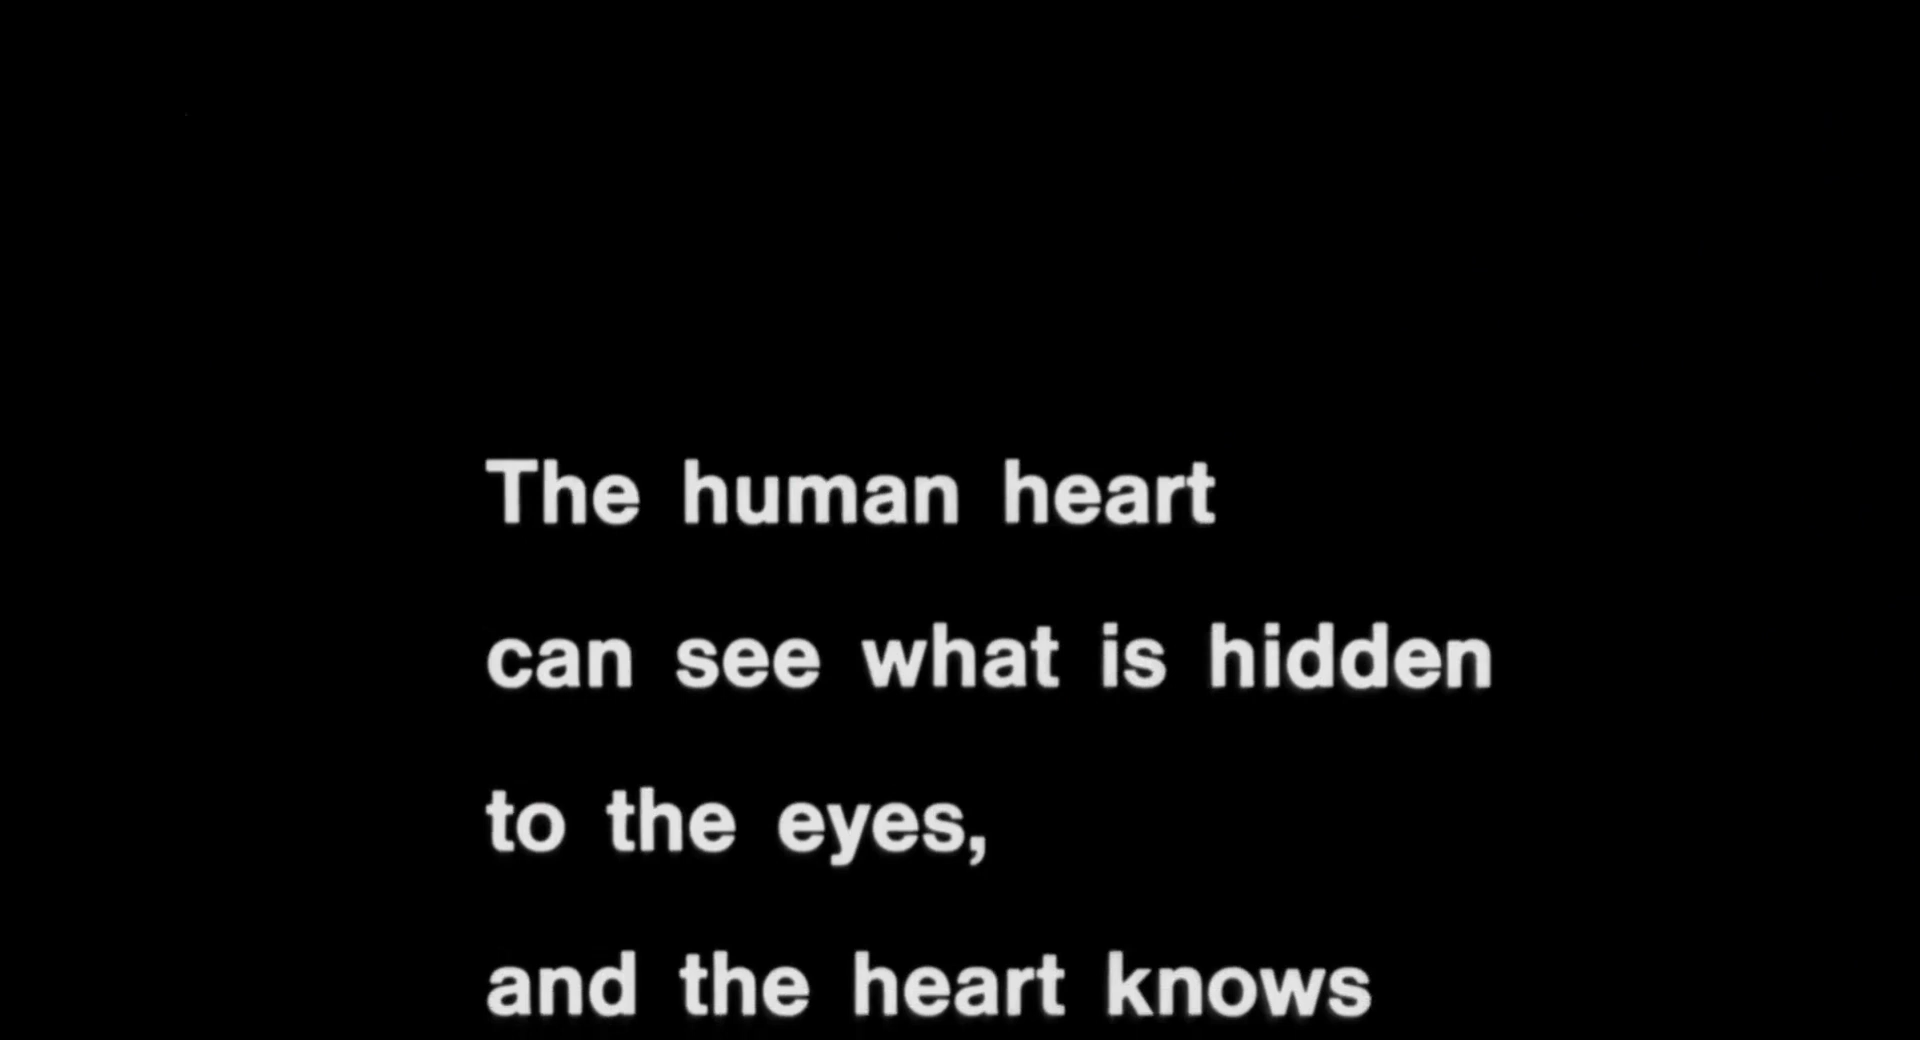 The human heart
can see what is hidden
to the eyes,
and the heart knows